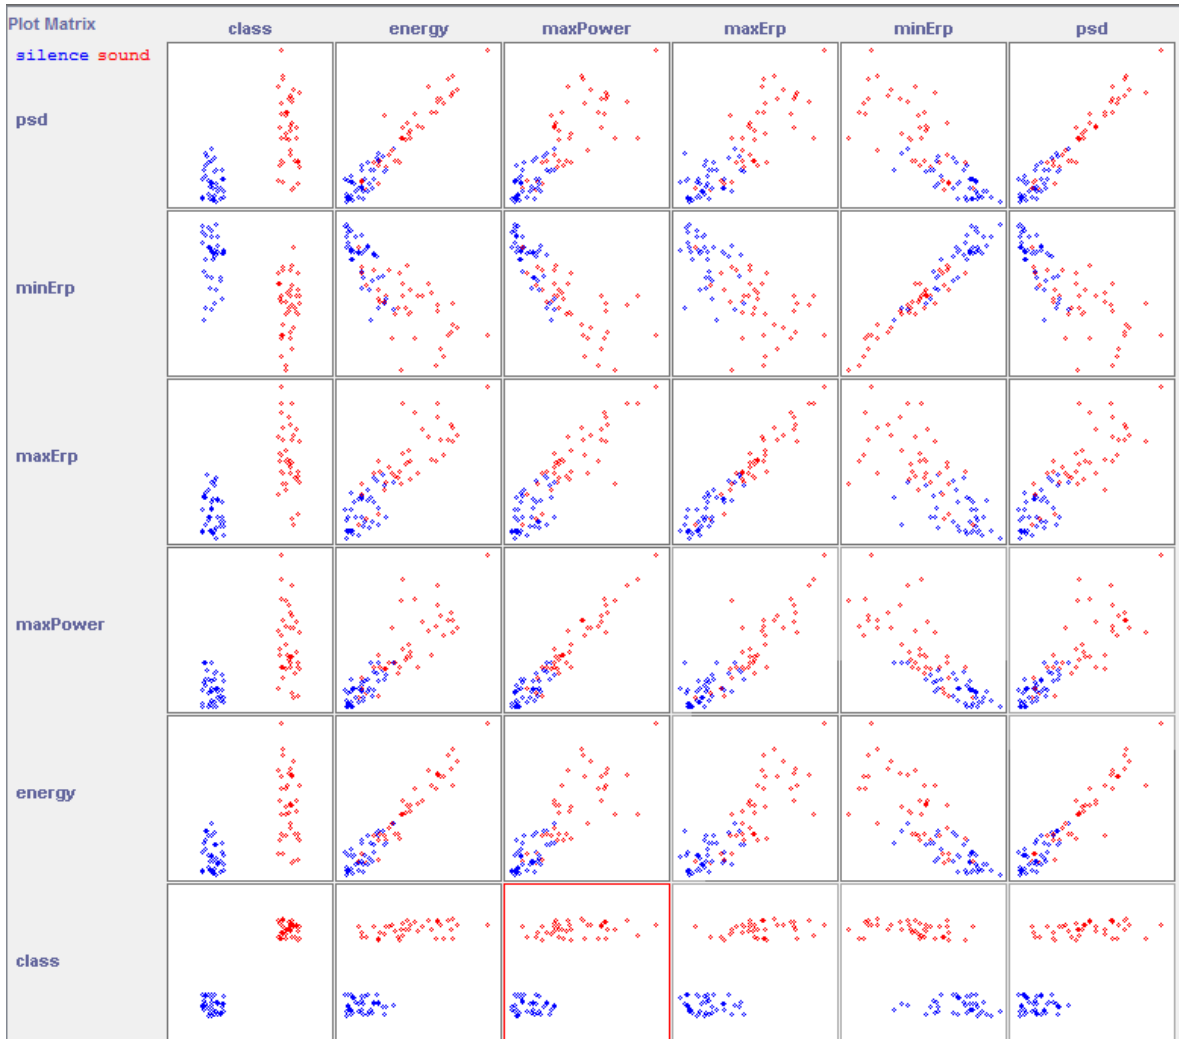 Plot Matrix
class energy maxPower maxErp minErp psd
silence sound
psd
minErp
maxErp
maxPower
energy
class